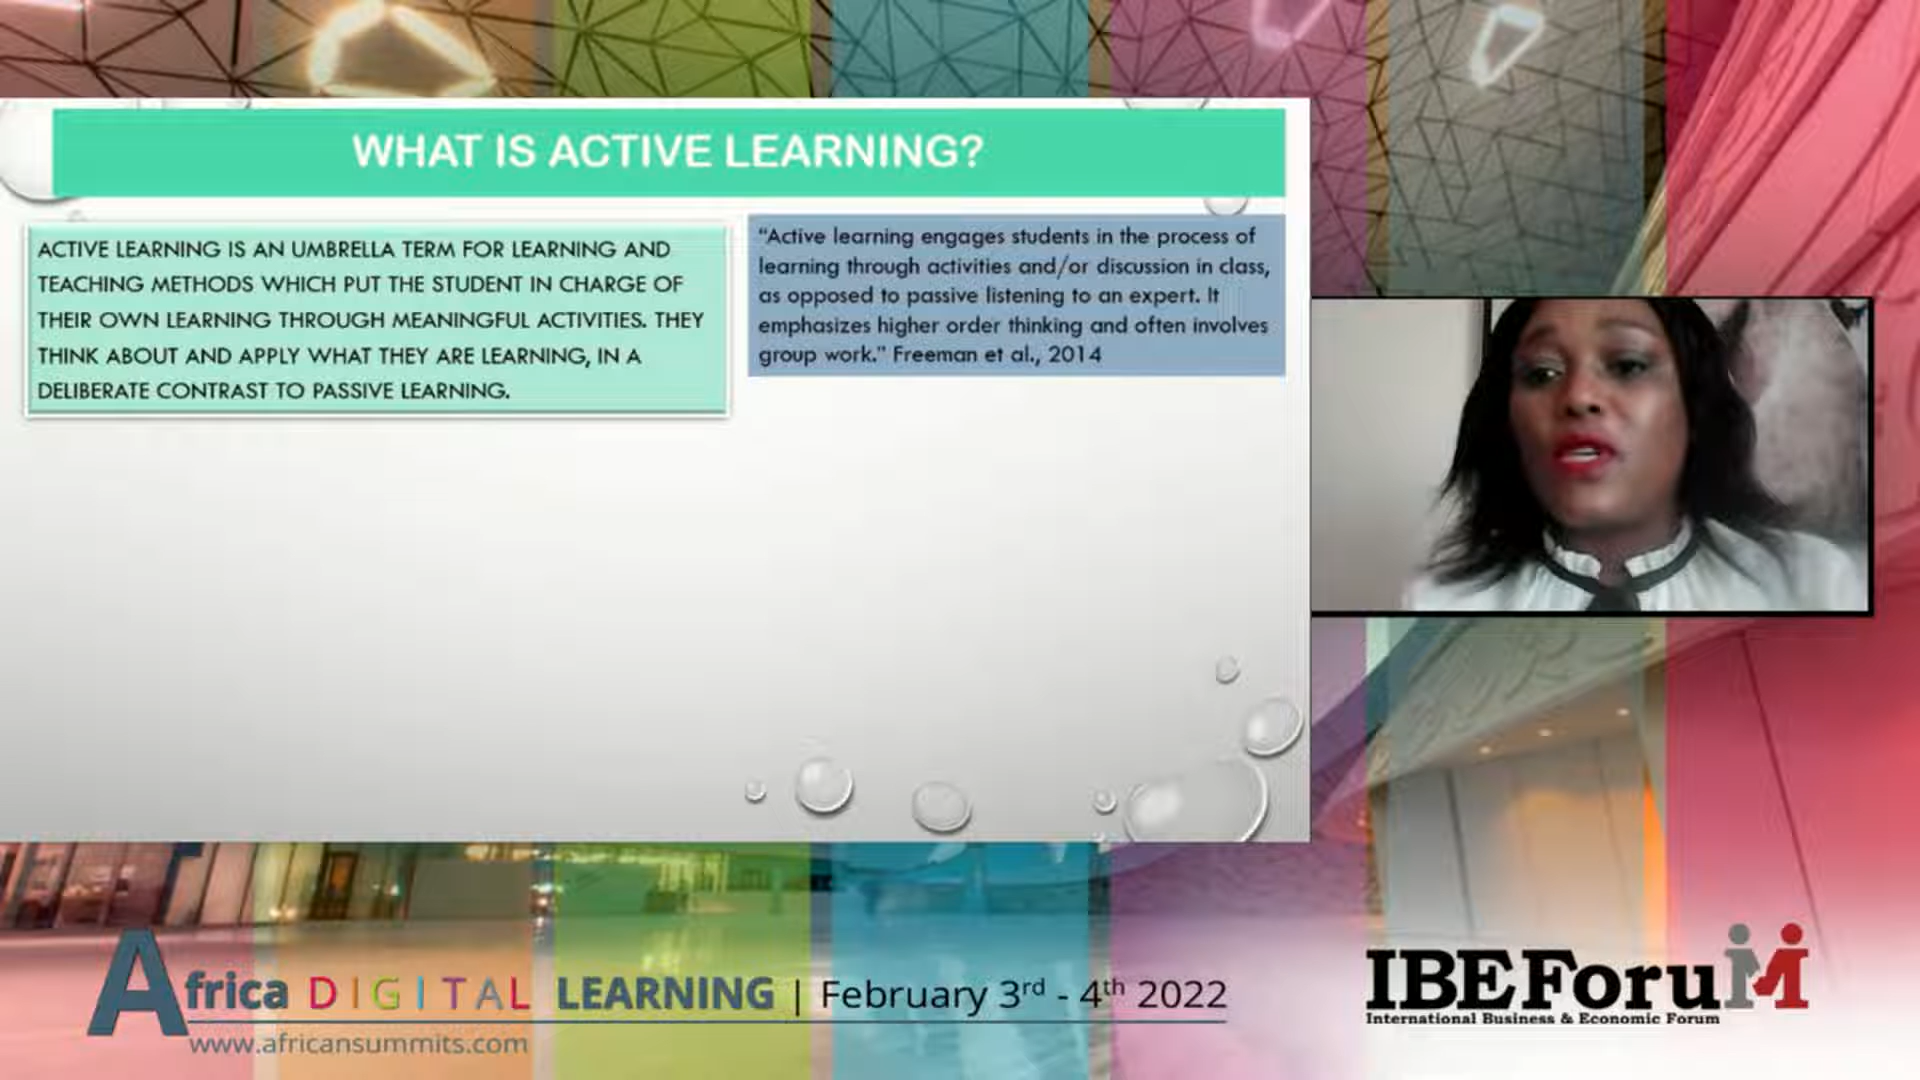 WHAT IS ACTIVE LEARNING?
ACTIVE LEARNING IS AN UMBRELLA TERM FOR LEARNING AND
TEACHING METHODS WHICH PUT THE STUDENT IN CHARGE OF
THEIR OWN LEARNING THROUGH MEANINGFUL ACTIVITIES. THEY
THINK ABOUT AND APPLY WHAT THEY ARE LEARNING, IN A
DELIBERATE CONTRAST TO PASSIVE LEARNING.
“Active learning engages students in the process of
learning through activities and/or discussion in class,
as opposed to passive listening to an expert. It
emphasizes higher order thinking and often involves
group work.” Freeman et al., 2014
Africa DIGITAL LEARNING | February 3rd - 4th 2022
www.africansummits.com
IBEForuM
International Business & Economic Forum